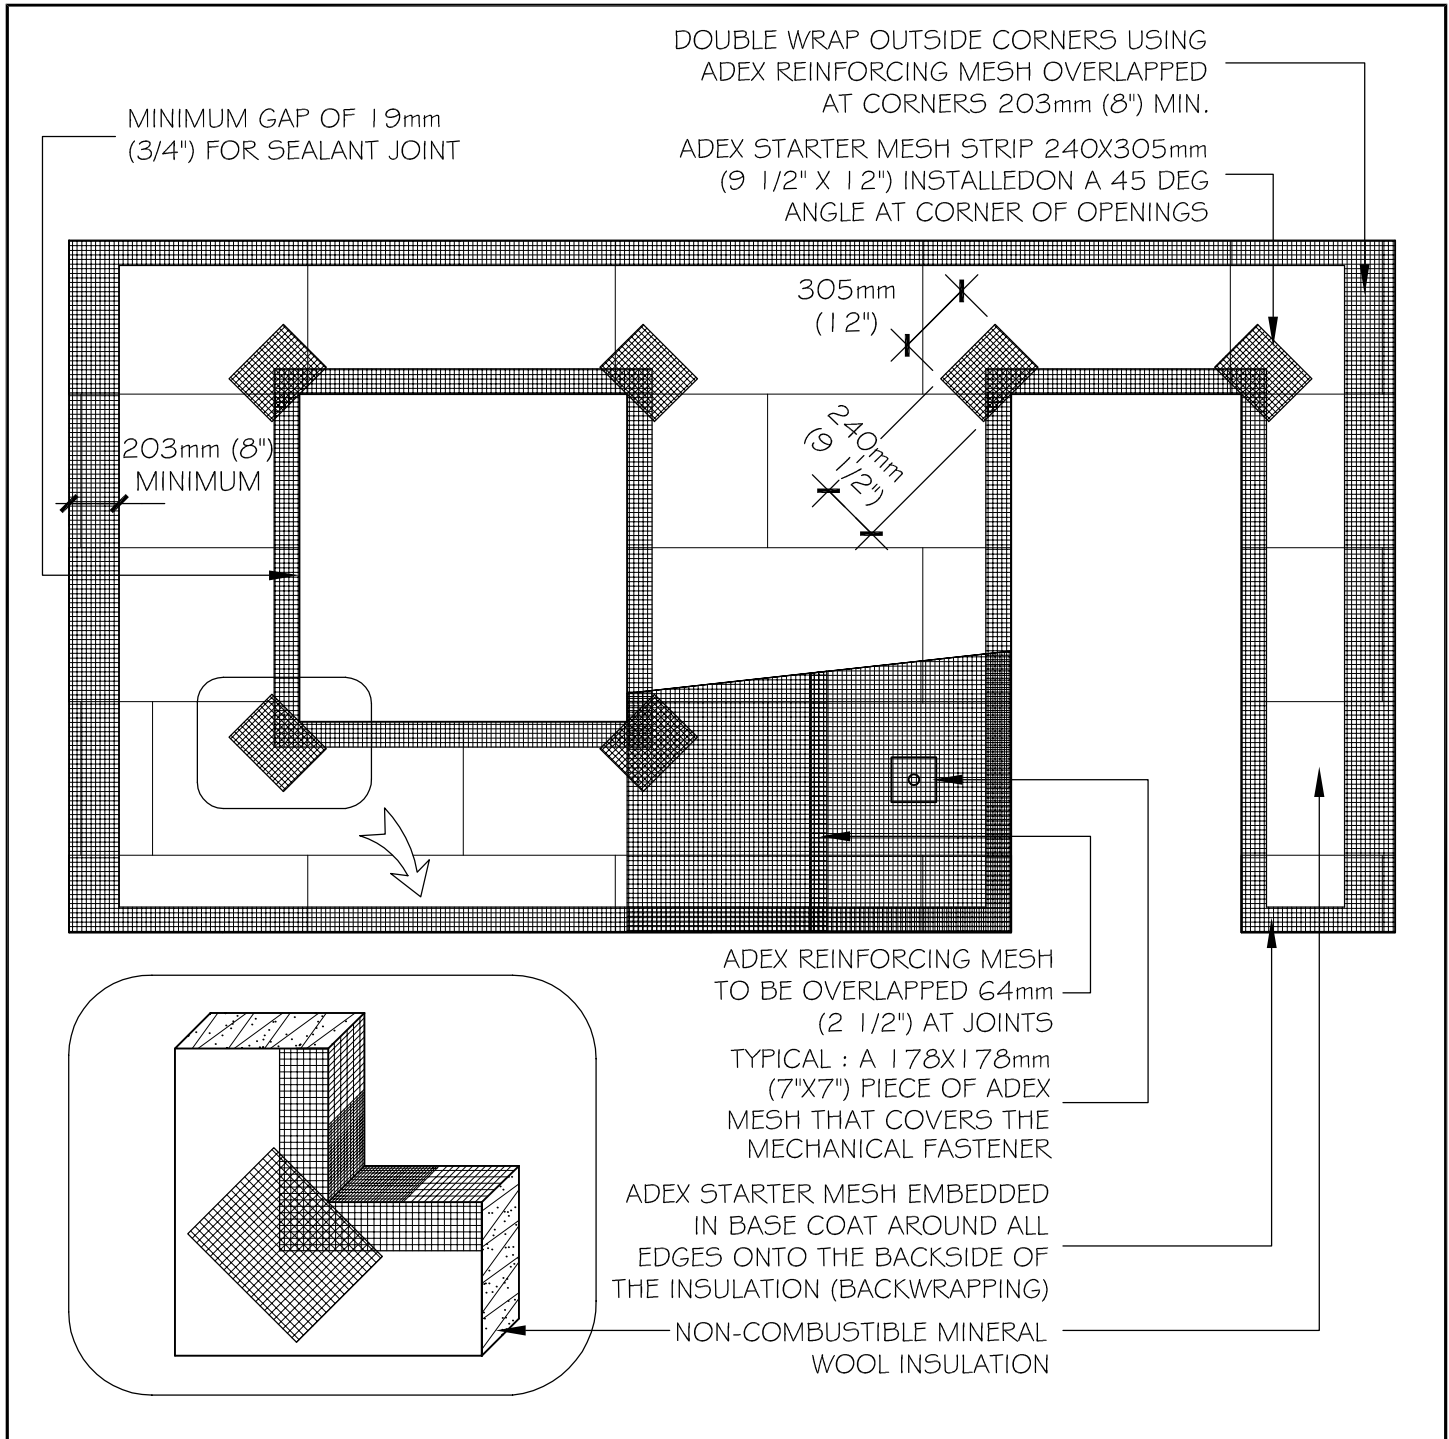 DOUBLE WRAP OUTSIDE CORNERS USING
ADEX REINFORCING MESH OVERLAPPED
AT CORNERS 203mm (8") MIN.
MINIMUM GAP OF 19mm
(3/4") FOR SEALANT JOINT
ADEX STARTER MESH STRIP 240X305mm
(9 1/2" X 12") INSTALLEDON A 45 DEG
ANGLE AT CORNER OF OPENINGS
305mm
(12")
240mm
(9 1/2")
203mm (8")
MINIMUM
ADEX REINFORCING MESH
TO BE OVERLAPPED 64mm
(2 1/2") AT JOINTS
TYPICAL : A 178X178mm
(7"X7") PIECE OF ADEX
MESH THAT COVERS THE
MECHANICAL FASTENER
ADEX STARTER MESH EMBEDDED
IN BASE COAT AROUND ALL
EDGES ONTO THE BACKSIDE OF
THE INSULATION (BACKWRAPPING)
NON-COMBUSTIBLE MINERAL
WOOL INSULATION